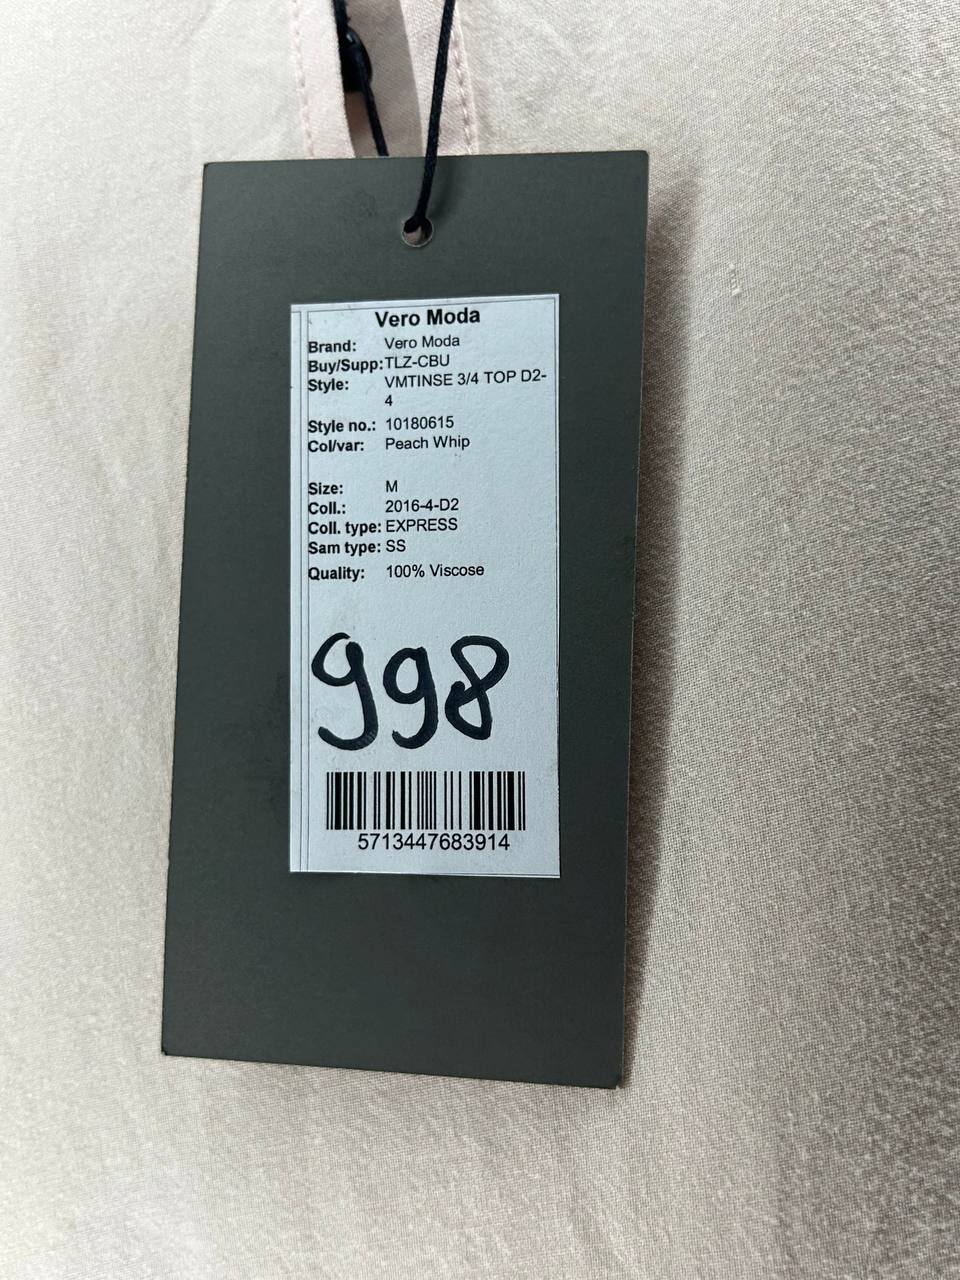 Vero Moda
Brand: Vero Moda
Buy/Supp: TLZ-CBU
Style: VMTINSE 3/4 TOP D2-
4
Style no.: 10180615
Col/var: Peach Whip
Size: M
Coll.: 2016-4-D2
Coll. type: EXPRESS
Sam type: SS
Quality: 100% Viscose
998
5713447683914